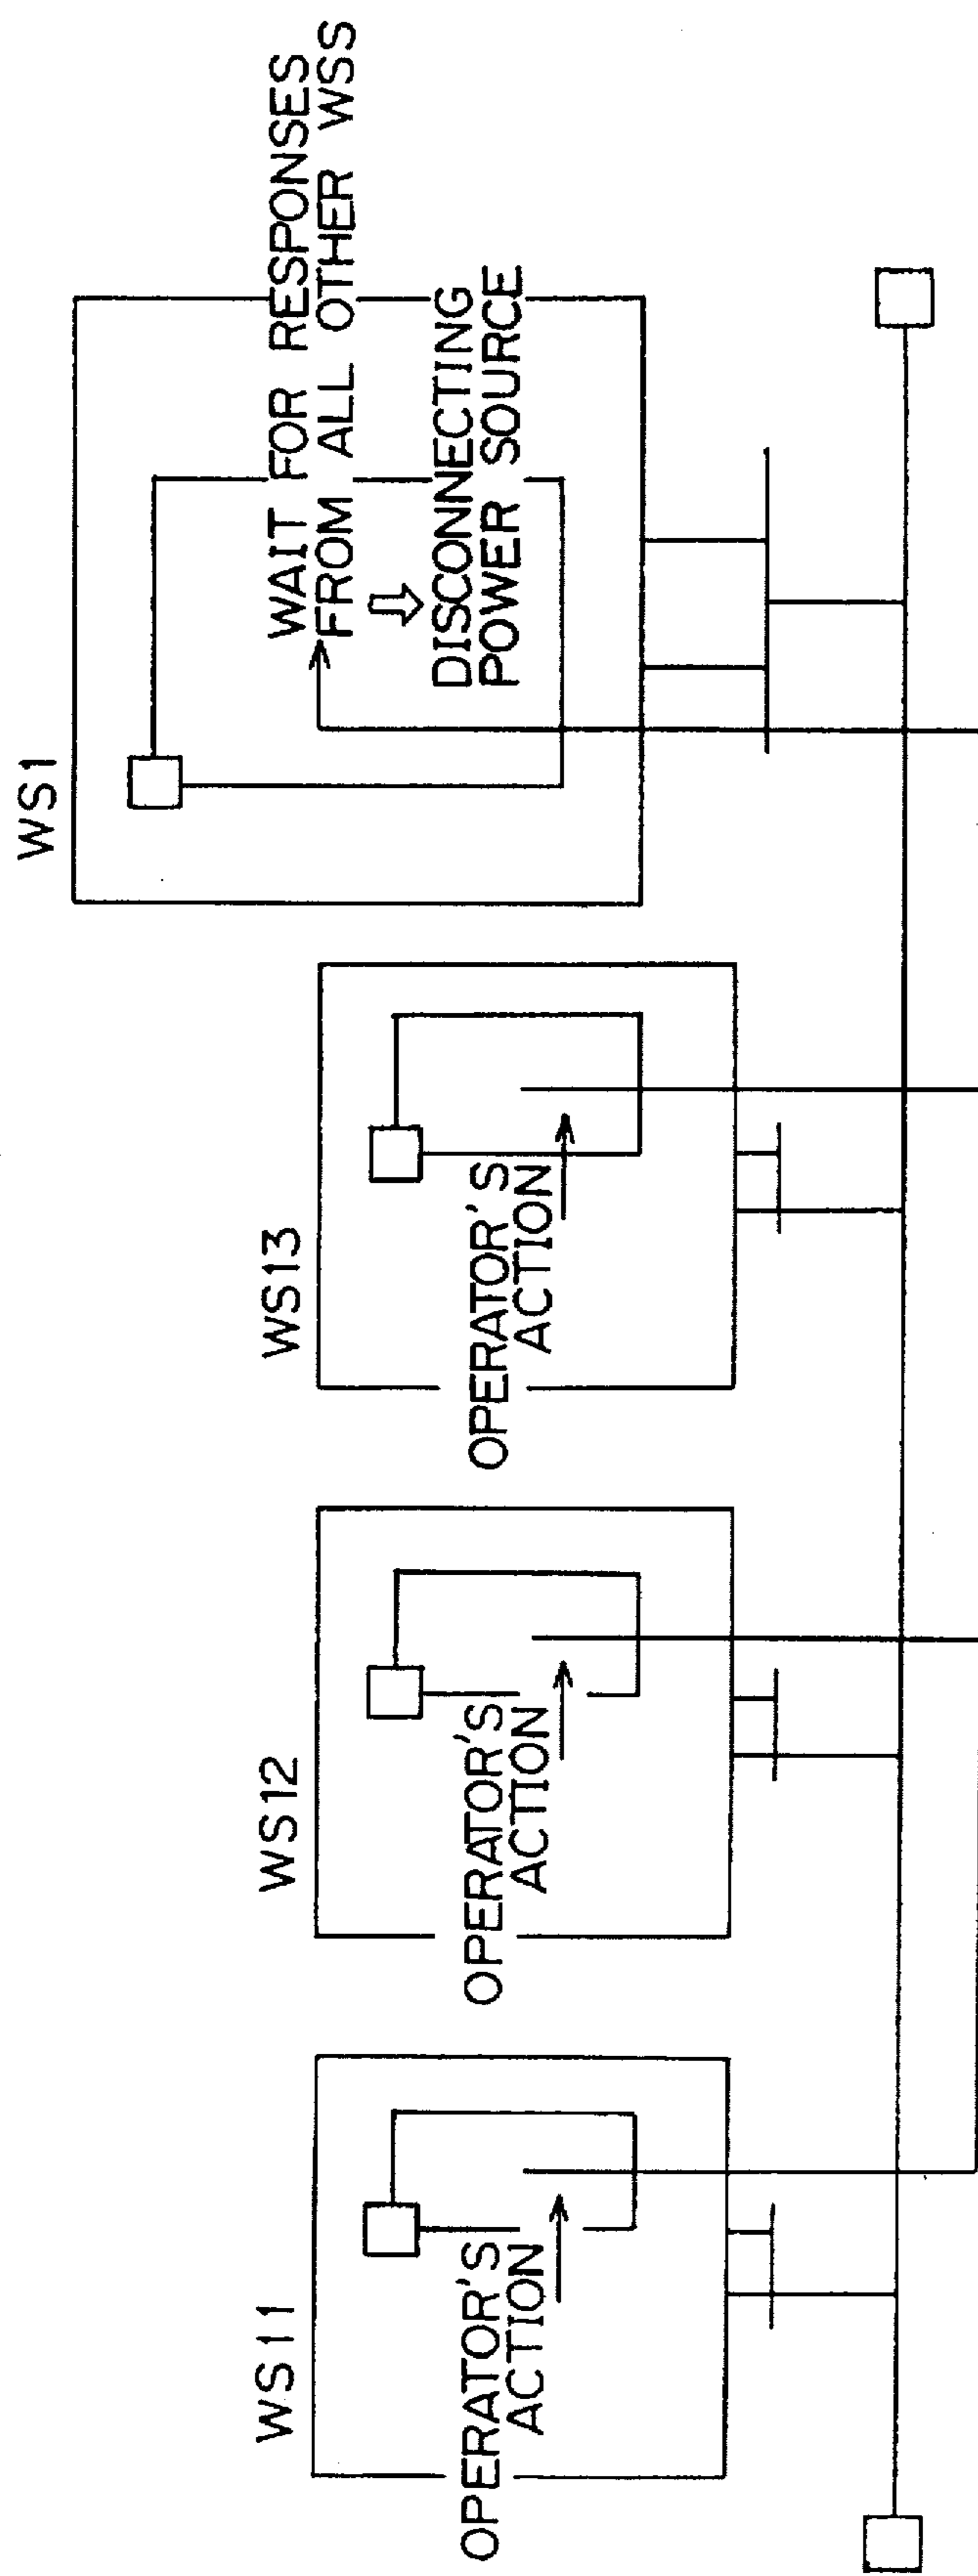 WS11
OPERATOR'S
ACTION
WS12
OPERATOR'S
ACTION
WS13
OPERATOR'S
ACTION
WS1
WAIT FOR RESPONSES
FROM ALL OTHER WSS
DISCONNECTING
POWER SOURCE